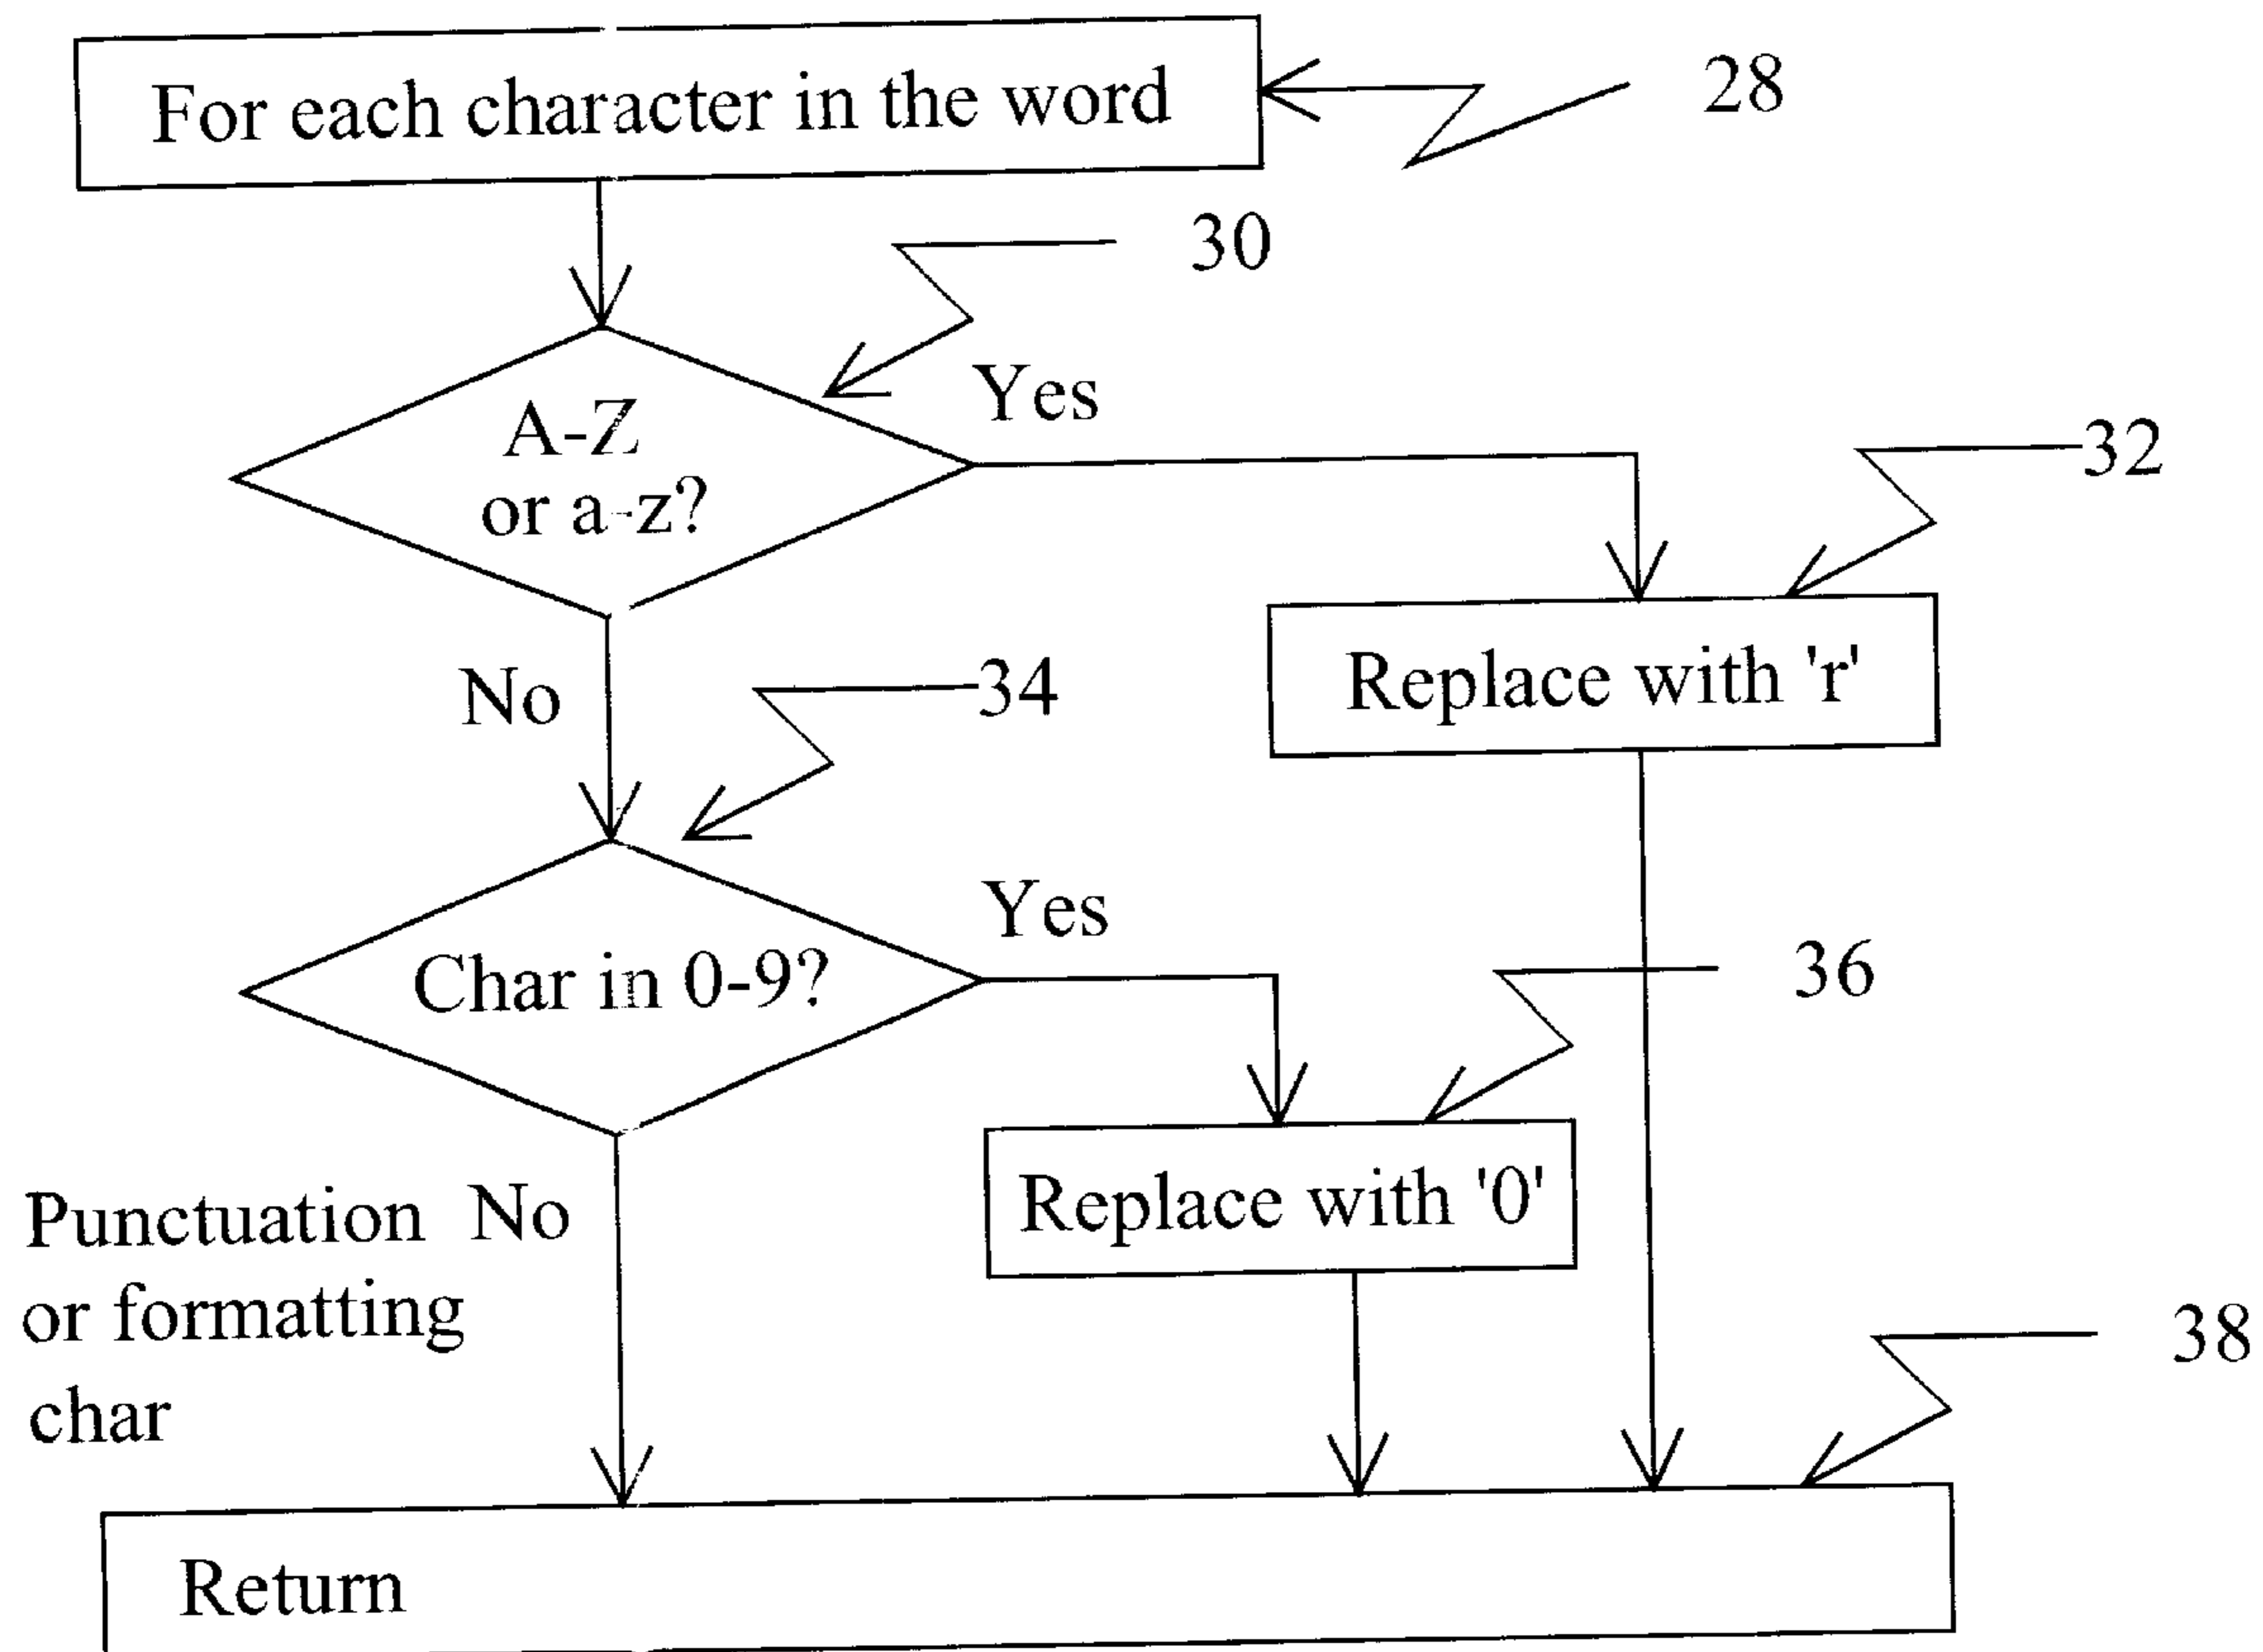 For each character in the word
28
30
Yes
A-Z
or a-z?
32
No
34
Replace with 'r'
Yes
Char in 0-9?
36
Punctuation No
or formatting
char
Replace with '0'
38
Return